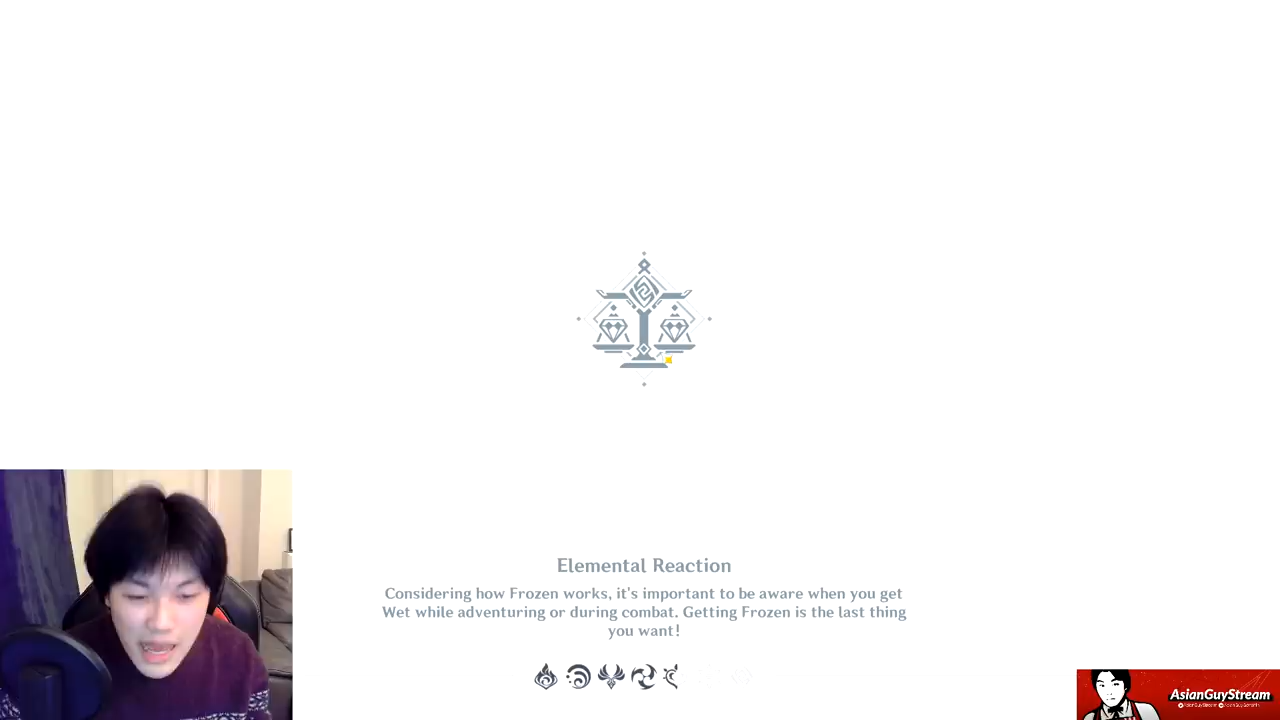 Elemental Reaction
Considering how Frozen works, it's important to be aware when you get
Wet while adventuring or during combat. Getting Frozen is the last thing
you want!
AsianGuyStream